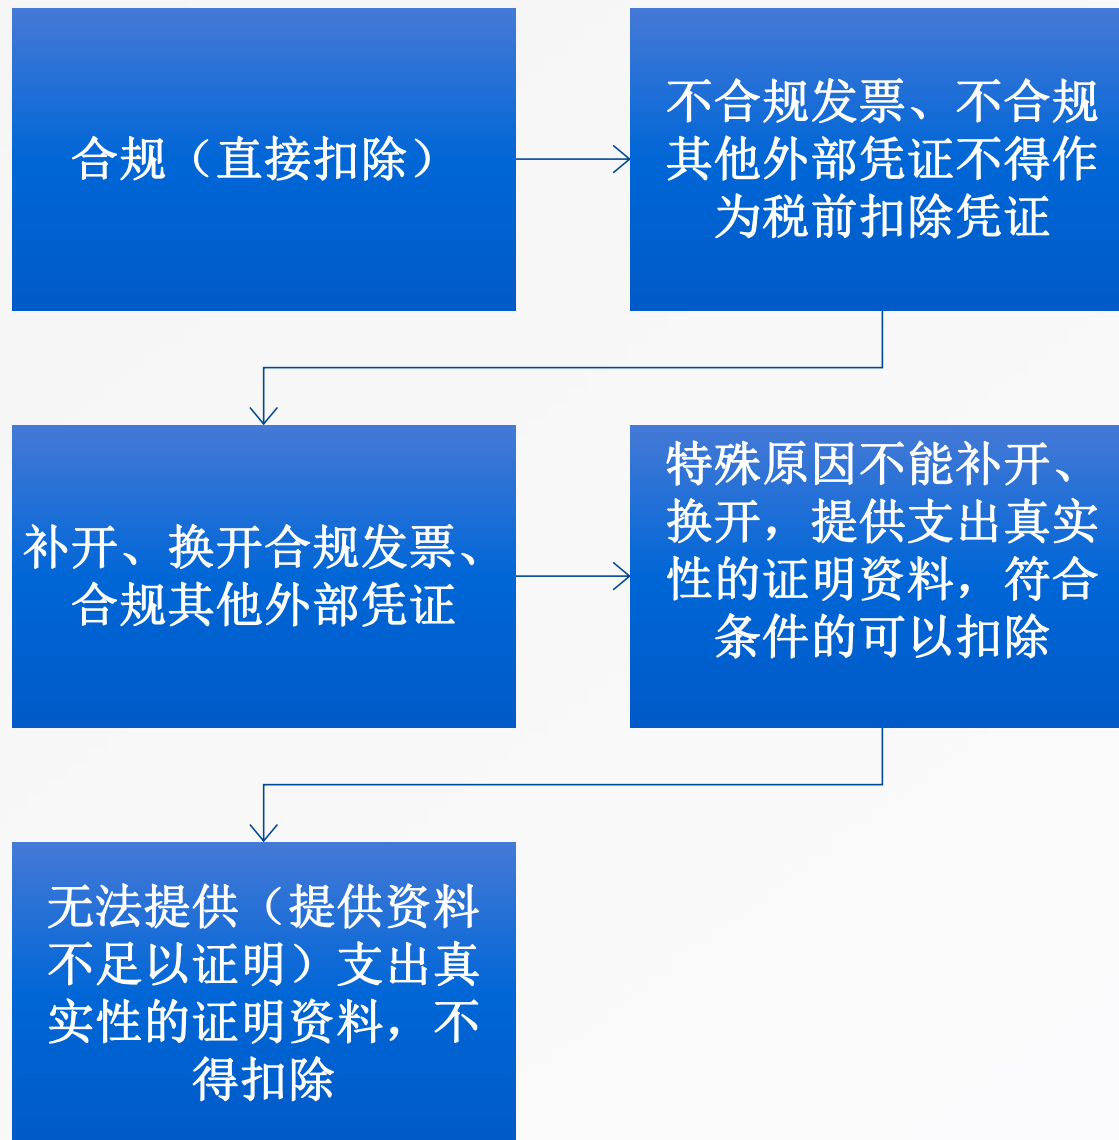 合规（直接扣除）
不合规发票、不合规
其他外部凭证不得作
为税前扣除凭证
补开、换开合规发票、
合规其他外部凭证
特殊原因不能补开、
换开，提供支出真实
性的证明资料，符合
条件的可以扣除
无法提供（提供资料
不足以证明）支出真
实性的证明资料，不
得扣除